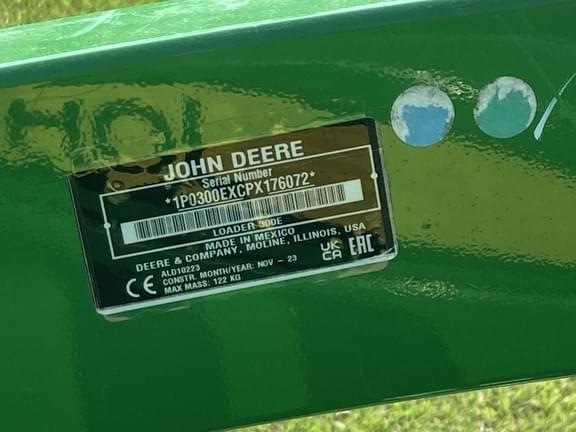 JOHN DEERE
Serial Number
*1P0300EXCPX176072*
LOADER 300E
MADE IN MEXICO
DEERE & COMPANY, MOLINE, ILLINOIS, USA
ALD10223
CONSTR. MONTH/YEAR: NOV - 23
MAX MASS: 122 KG
CE
UK
CA
EAC